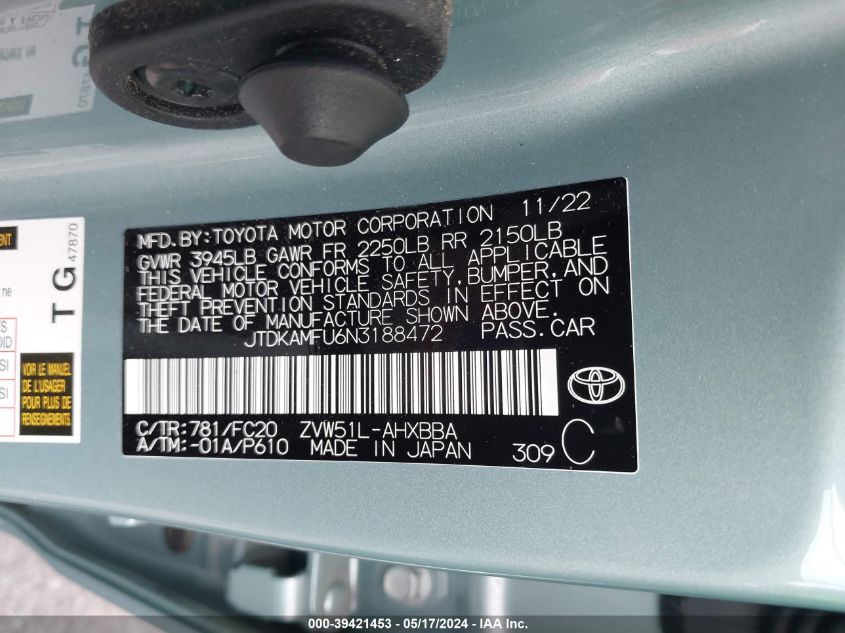 MFD. BY: TOYOTA MOTOR CORPORATION 11/22
GVWR 3945LB GAWR FR 2250LB RR 2150LB
THIS VEHICLE CONFORMS TO ALL APPLICABLE
FEDERAL MOTOR VEHICLE SAFETY, BUMPER, AND
THEFT PREVENTION STANDARDS IN EFFECT ON
THE DATE OF MANUFACTURE SHOWN ABOVE.
JTDKAMFU6N3188472 PASS. CAR
C/TR: 781/FC20 ZVW51L-AHXBBA
A/TM: -01A/P610 MADE IN JAPAN 309 C
TG 47870
VOIR LE MANUEL
DE L'USAGER
POUR PLUS DE
000-39421453 - 05/17/2024 - IAA Inc.